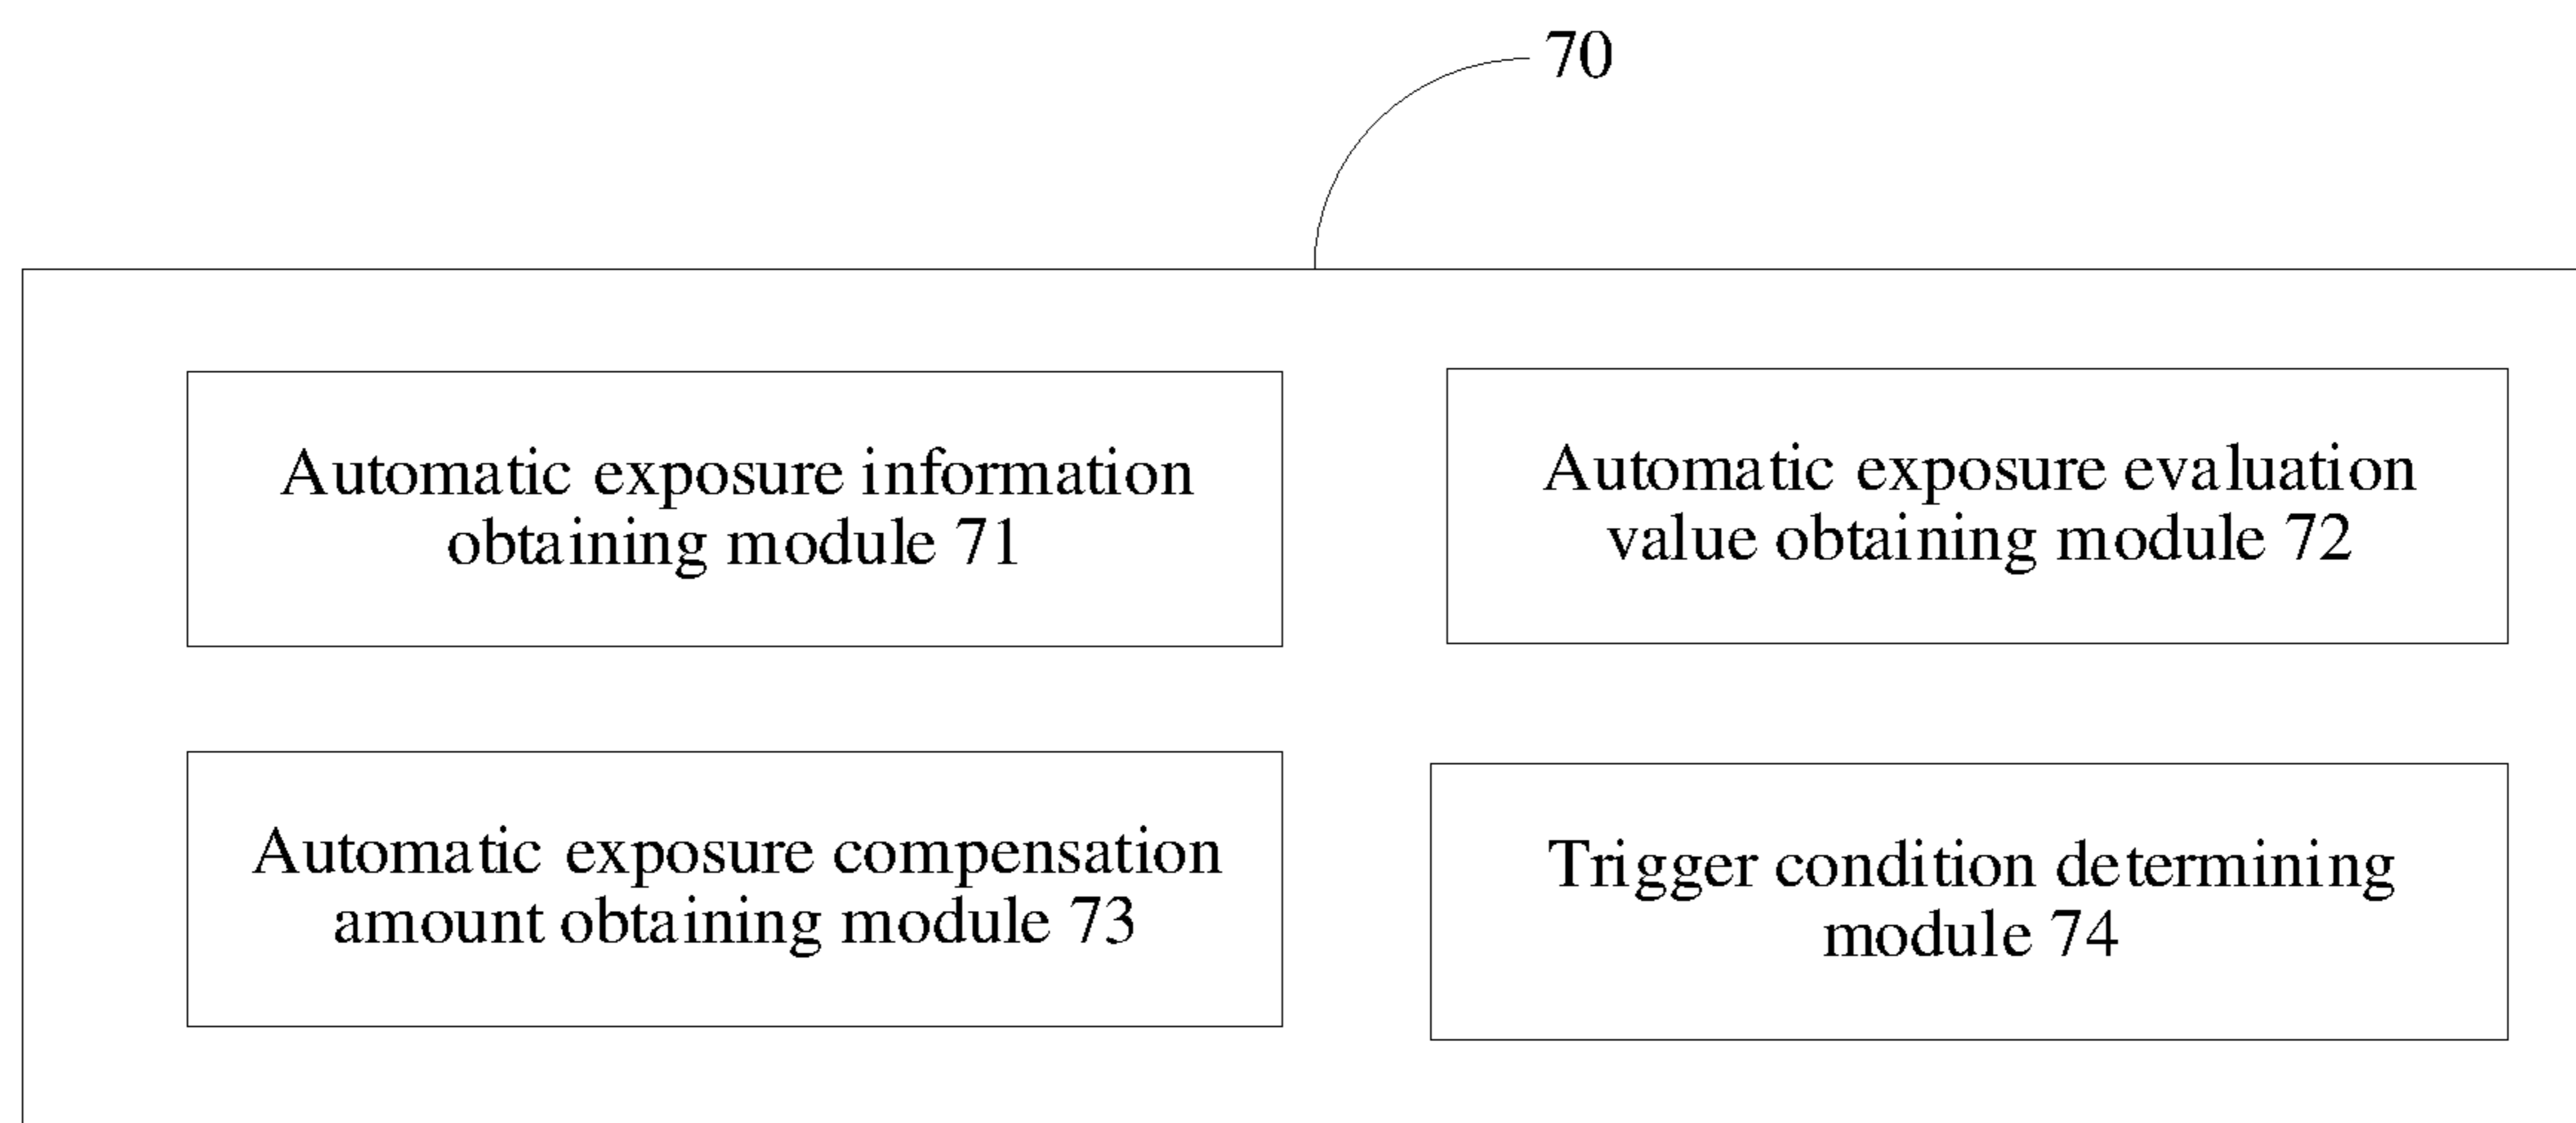 70
Automatic exposure information
obtaining module 71
Automatic exposure evaluation
value obtaining module 72
Automatic exposure compensation
amount obtaining module 73
Trigger condition determining
module 74